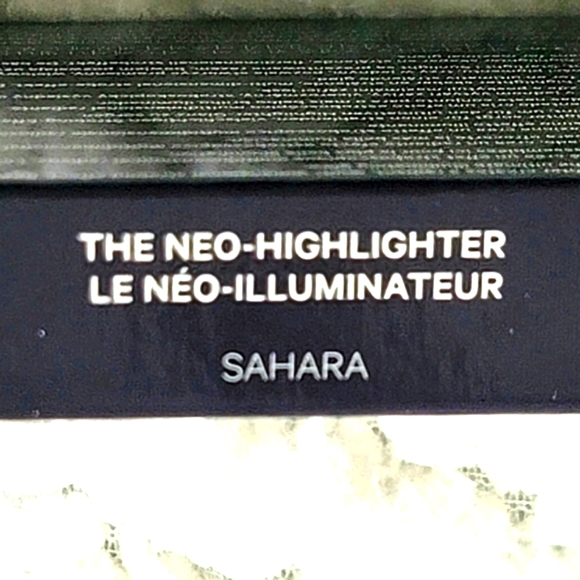 THE NEO-HIGHLIGHTER
LE NÉO-ILLUMINATEUR
SAHARA